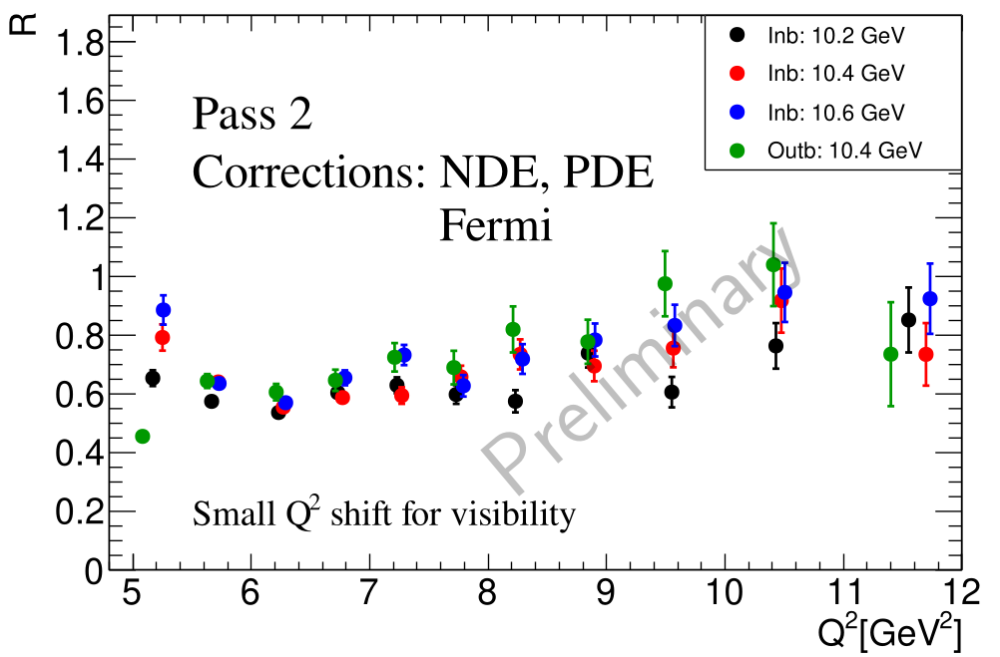 R
1.8
1.6
1.4
1.2
1
0.8
0.6
0.4
0.2
0
5 6 7 8 9 10 11 12
Q²[GeV²]
Inb: 10.2 GeV
Inb: 10.4 GeV
Inb: 10.6 GeV
Outb: 10.4 GeV
Pass 2
Corrections: NDE, PDE
Fermi
Preliminary
Small Q² shift for visibility